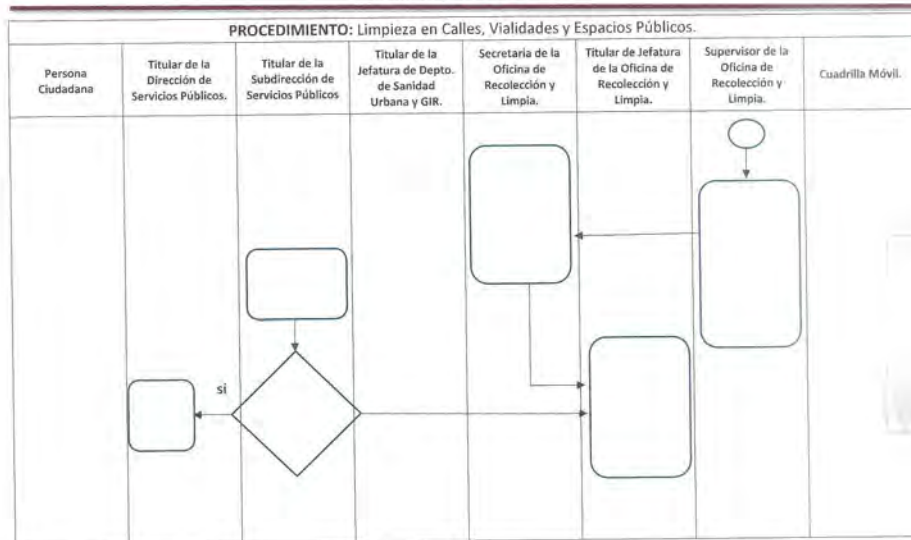 PROCEDIMIENTO: Limpieza en Calles, Vialidades y Espacios Públicos.
Persona
Ciudadana
Titular de la
Dirección de
Servicios Públicos.
Titular de la
Subdirección de
Servicios Públicos
Titular de la
Jefatura de Depto.
de Sanidad
Urbana y GIR.
Secretaria de la
Oficina de
Recolección y
Limpia.
Titular de Jefatura
de la Oficina de
Recolección y
Limpia.
Supervisor de la
Oficina de
Recolección y
Limpia.
Cuadrilla Móvil.
si